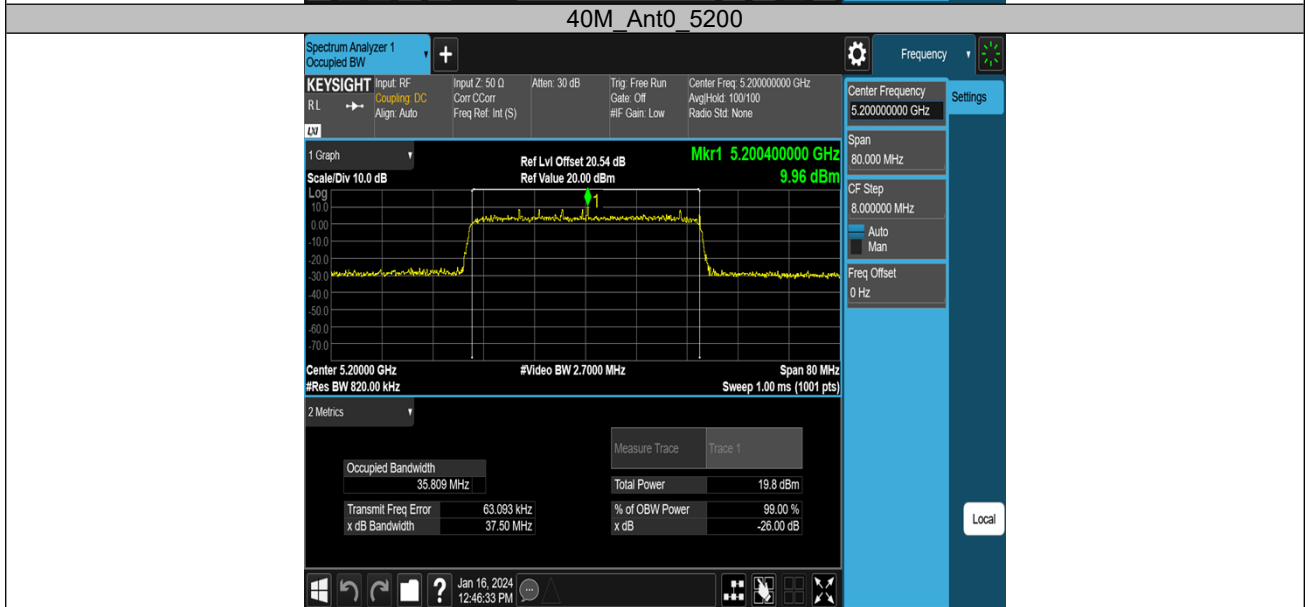 40M_Ant0_5200
Spectrum Analyzer 1
Occupied BW
+
Frequency
KEYSIGHT
RL
LXI
Input: RF
Coupling: DC
Align: Auto
Input Z: 50 Ω
Corr CCorr
Freq Ref: Int (S)
Atten: 30 dB
Trig: Free Run
Gate: Off
#IF Gain: Low
Center Freq: 5.200000000 GHz
Avg|Hold: 100/100
Radio Std: None
Center Frequency
5.200000000 GHz
Settings
Span
80.000 MHz
CF Step
8.000000 MHz
Auto
Man
Freq Offset
0 Hz
Local
1 Graph
Scale/Div 10.0 dB
Ref Lvl Offset 20.54 dB
Ref Value 20.00 dBm
Mkr1 5.200400000 GHz
9.96 dBm
Log
1
10.0
0.00
-10.0
-20.0
-30.0
-40.0
-50.0
-60.0
-70.0
Center 5.20000 GHz
#Video BW 2.7000 MHz
Span 80 MHz
#Res BW 820.00 kHz
Sweep 1.00 ms (1001 pts)
2 Metrics
Measure Trace
Trace 1
Occupied Bandwidth
35.809 MHz
Total Power
19.8 dBm
Transmit Freq Error
63.093 kHz
% of OBW Power
99.00 %
x dB Bandwidth
37.50 MHz
x dB
-26.00 dB
?
Jan 16, 2024
12:46:33 PM